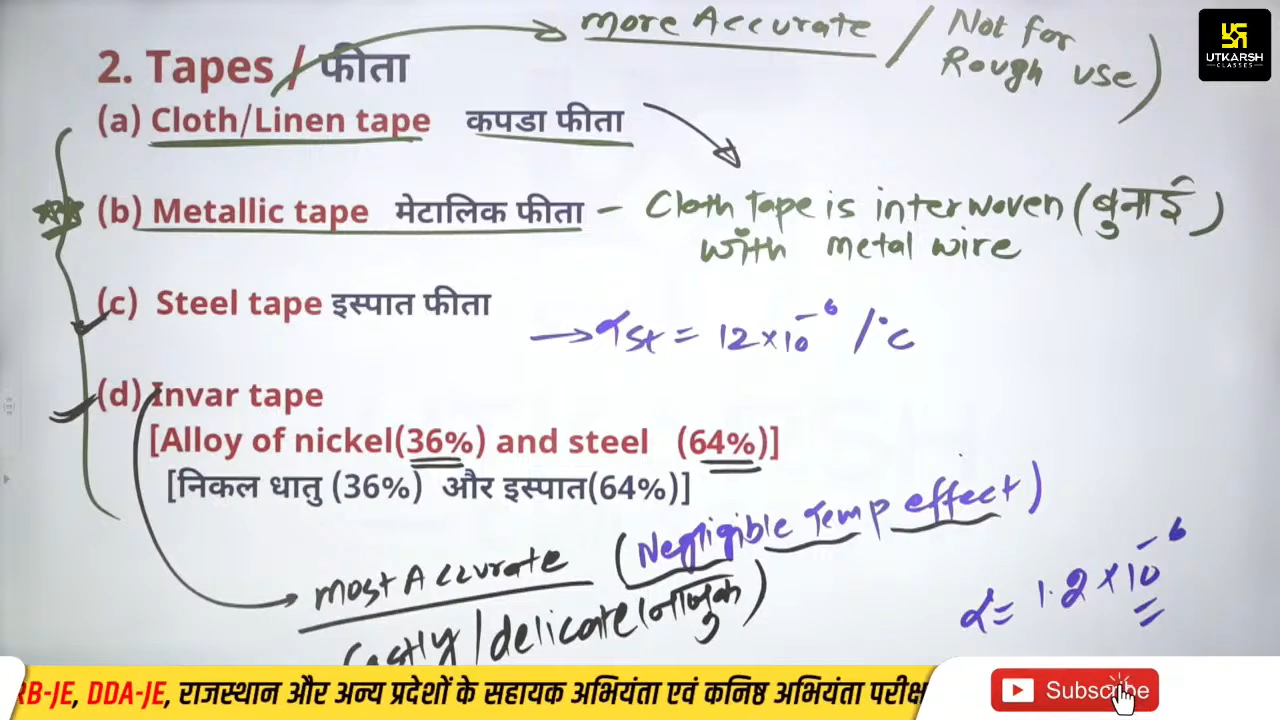 more Accurate / Not for Rough use)
UTKARSH
CLASSES
2. Tapes / फीता
(a) Cloth/Linen tape कपडा फीता
(b) Metallic tape मेटालिक फीता – Cloth Tape is interwoven (बुनाई)
with metal wire
(c) Steel tape इस्पात फीता
αst = 12×10⁻⁶ /°C
(d) Invar tape
[Alloy of nickel(36%) and steel (64%)]
[निकल धातु (36%) और इस्पात(64%)]
most Accurate (Negligible Temp effect)
Costly / delicate (नाजुक)
α = 1.2×10⁻⁶
RB-JE, DDA-JE, राजस्थान और अन्य प्रदेशों के सहायक अभियंता एवं कनिष्ठ अभियंता परीक्ष
Subscribe